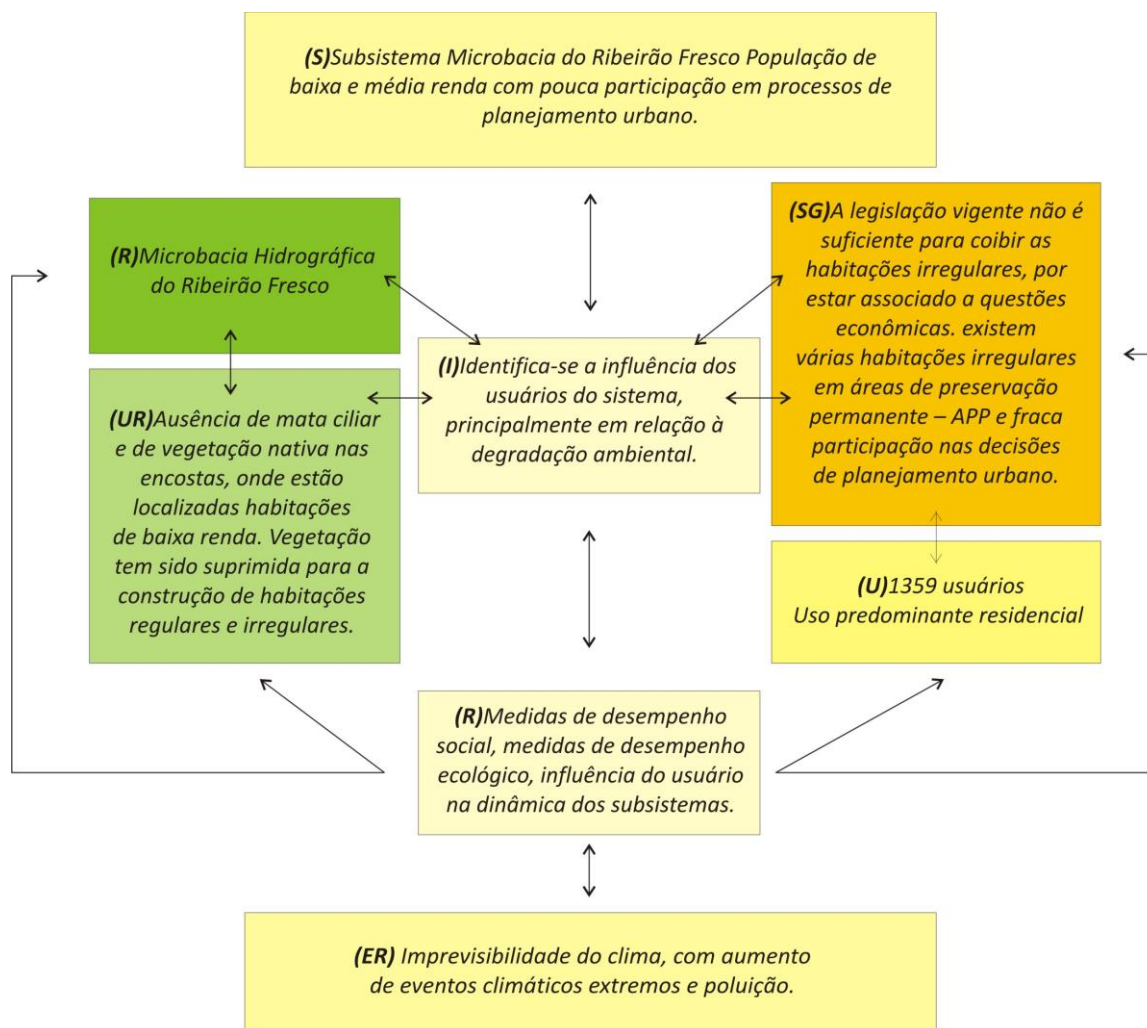 (S)Subsistema Microbacia do Ribeirão Fresco População de
baixa e média renda com pouca participação em processos de
planejamento urbano.
(R)Microbacia Hidrográfica
do Ribeirão Fresco
(SG)A legislação vigente não é
suficiente para coibir as
habitações irregulares, por
estar associado a questões
econômicas. existem
várias habitações irregulares
em áreas de preservação
permanente – APP e fraca
participação nas decisões
de planejamento urbano.
(I)Identifica-se a influência dos
usuários do sistema,
principalmente em relação à
degradação ambiental.
(UR)Ausência de mata ciliar
e de vegetação nativa nas
encostas, onde estão
localizadas habitações
de baixa renda. Vegetação
tem sido suprimida para a
construção de habitações
regulares e irregulares.
(U)1359 usuários
Uso predominante residencial
(R)Medidas de desempenho
social, medidas de desempenho
ecológico, influência do usuário
na dinâmica dos subsistemas.
(ER) Imprevisibilidade do clima, com aumento
de eventos climáticos extremos e poluição.